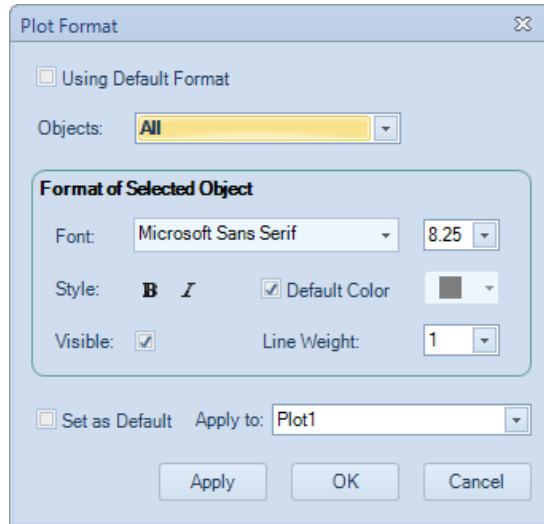 Plot Format
Using Default Format
Objects: All
Format of Selected Object
Font: Microsoft Sans Serif 8.25
Style: B I Default Color
Visible: Line Weight: 1
Set as Default Apply to: Plot1
Apply OK Cancel